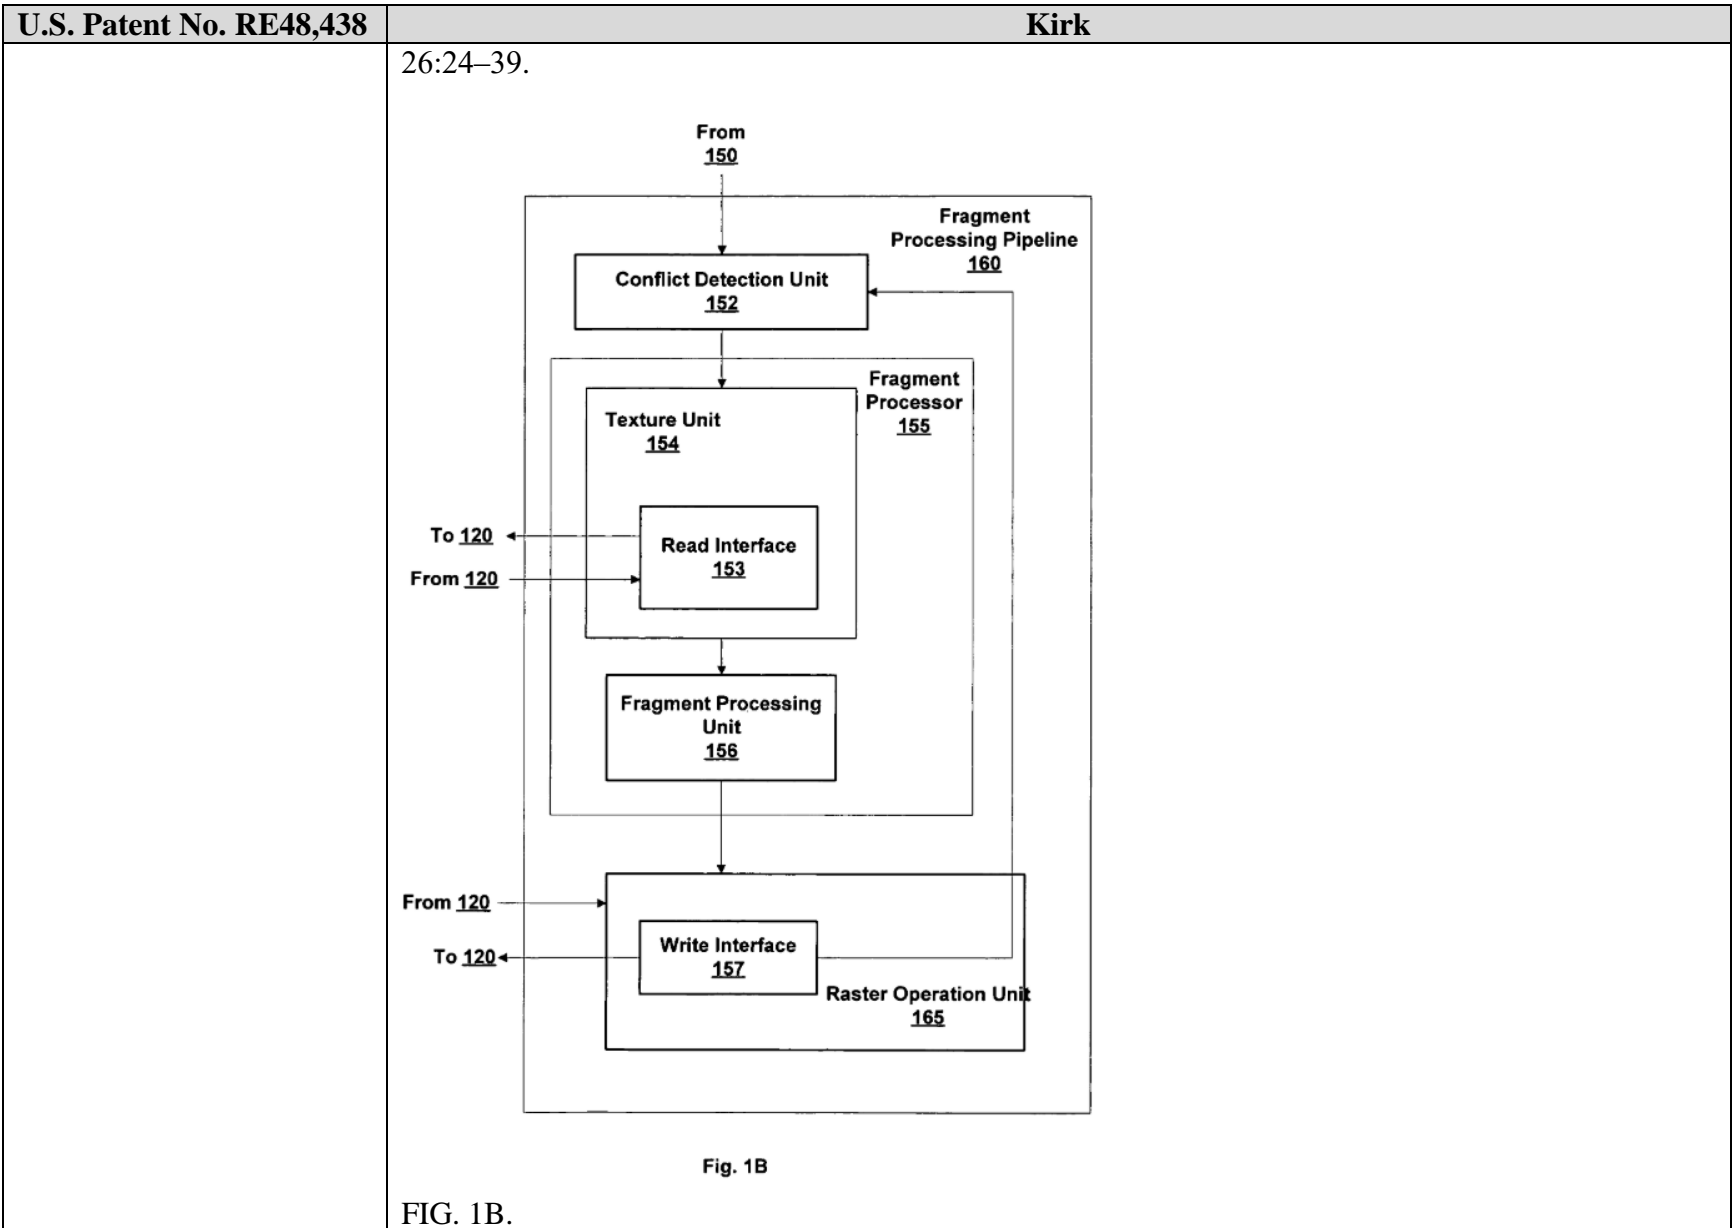 U.S. Patent No. RE48,438
Kirk
26:24–39.
From
150
Fragment
Processing Pipeline
160
Conflict Detection Unit
152
Fragment
Processor
155
Texture Unit
154
To 120
Read Interface
153
From 120
Fragment Processing
Unit
156
From 120
Write Interface
157
To 120
Raster Operation Unit
165
Fig. 1B
FIG. 1B.